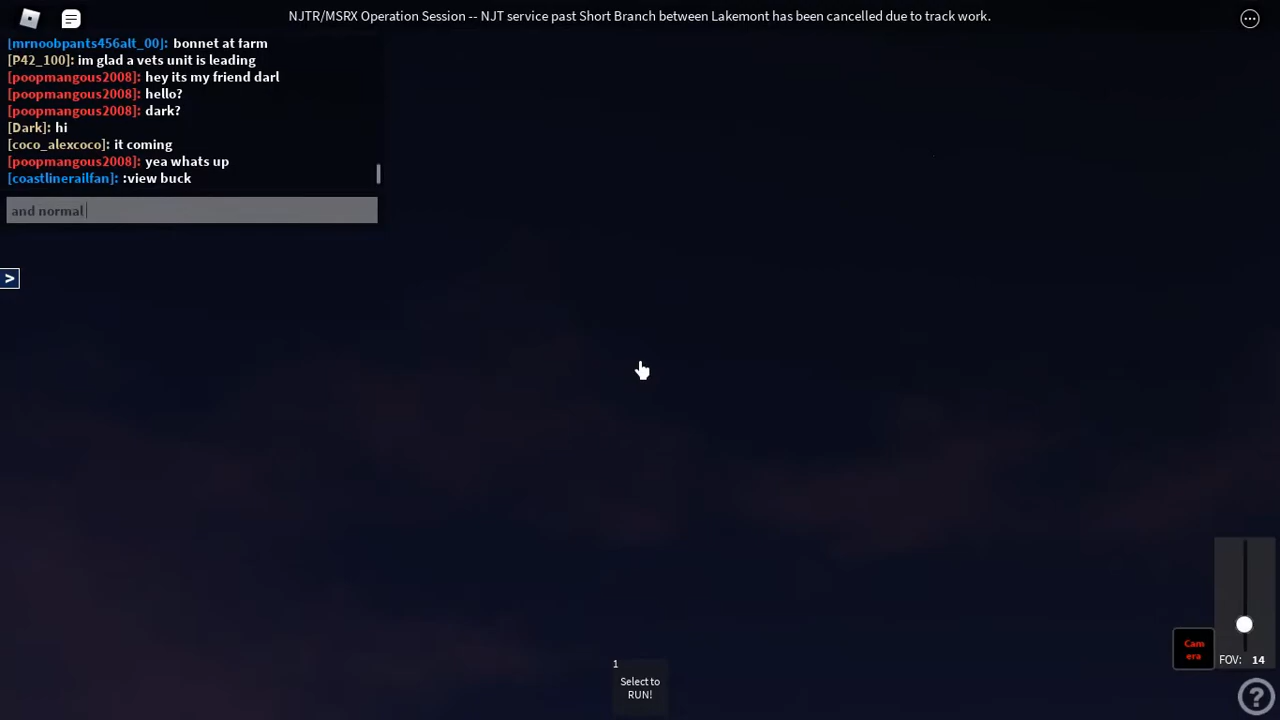 NJTR/MSRX Operation Session -- NJT service past Short Branch between Lakemont has been cancelled due to track work.
[mrnoobpants456alt_00]: bonnet at farm
[P42_100]: im glad a vets unit is leading
[poopmangous2008]: hey its my friend darl
[poopmangous2008]: hello?
[poopmangous2008]: dark?
[Dark]: hi
[coco_alexcoco]: it coming
[poopmangous2008]: yea whats up
[coastlinerailfan]: :view buck
and normal
>
1
Select to
RUN!
Cam
era
FOV: 14
?